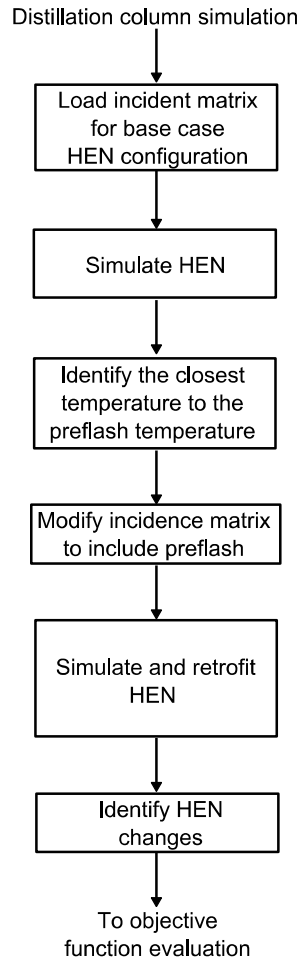 Distillation column simulation
Load incident matrix
for base case
HEN configuration
Simulate HEN
Identify the closest
temperature to the
preflash temperature
Modify incidence matrix
to include preflash
Simulate and retrofit
HEN
Identify HEN
changes
To objective
function evaluation